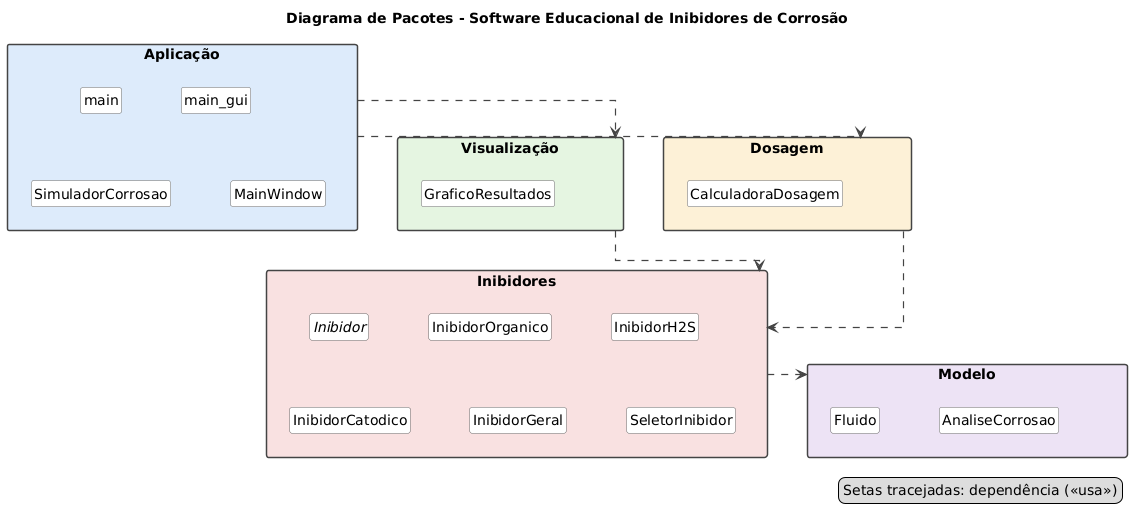 Diagrama de Pacotes - Software Educacional de Inibidores de Corrosão
Aplicação
main
main_gui
SimuladorCorrosao
MainWindow
Visualização
GraficoResultados
Dosagem
CalculadoraDosagem
Inibidores
Inibidor
InibidorOrganico
InibidorH2S
InibidorCatodico
InibidorGeral
SeletorInibidor
Modelo
Fluido
AnaliseCorrosao
Setas tracejadas: dependência («usa»)